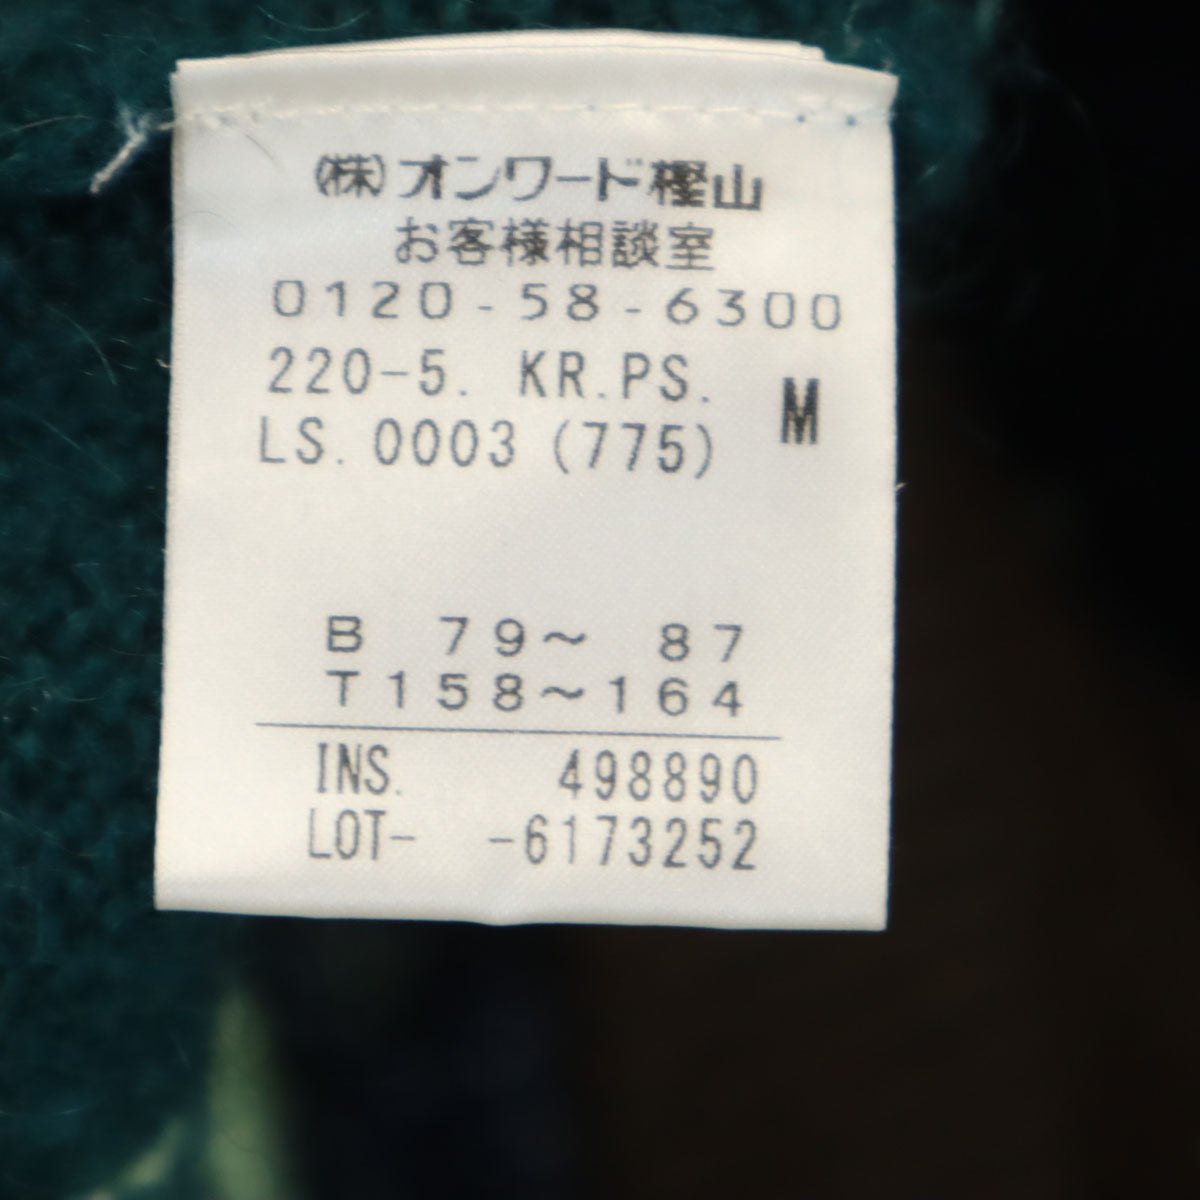 (株)オンワード樫山
お客様相談室
0120-58-6300
220-5. KR.PS. M
LS.0003(775)
B 79～ 87
T158～164
INS. 498890
LOT- -6173252